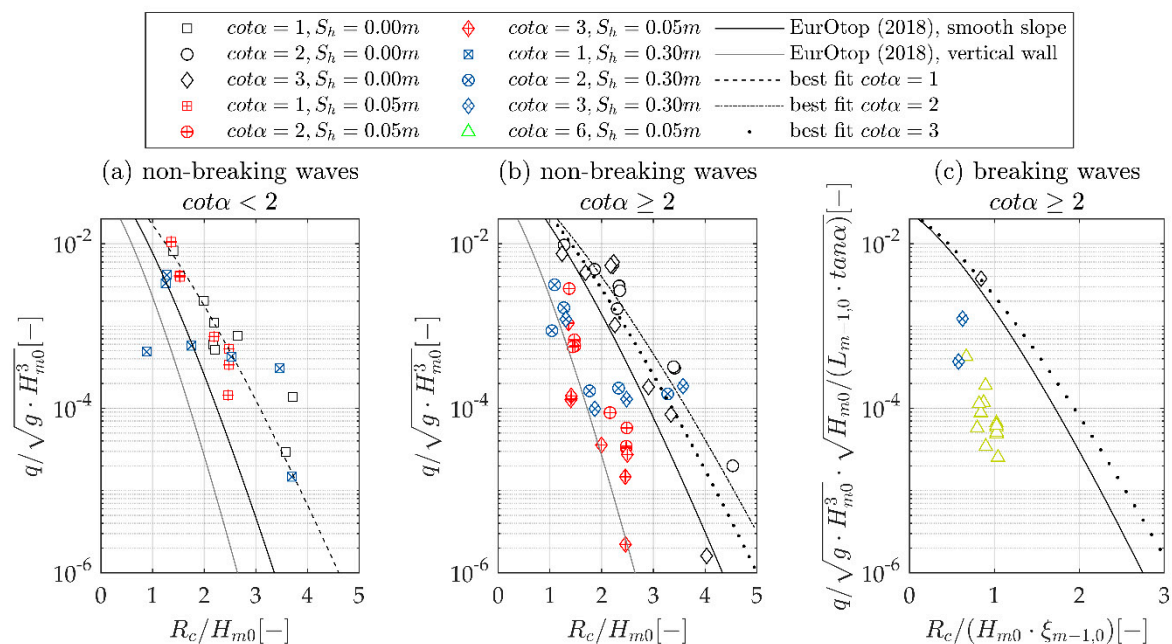 cotα = 1, S_h = 0.00m
cotα = 2, S_h = 0.00m
cotα = 3, S_h = 0.00m
cotα = 1, S_h = 0.05m
cotα = 2, S_h = 0.05m
cotα = 3, S_h = 0.05m
cotα = 1, S_h = 0.30m
cotα = 2, S_h = 0.30m
cotα = 3, S_h = 0.30m
cotα = 6, S_h = 0.05m
EurOtop (2018), smooth slope
EurOtop (2018), vertical wall
best fit cotα = 1
best fit cotα = 2
best fit cotα = 3
(a) non-breaking waves
cotα < 2
q/√(g · H³_m0) [−]
10⁻²
10⁻⁴
10⁻⁶
0 1 2 3 4 5
R_c/H_m0 [−]
(b) non-breaking waves
cotα ≥ 2
q/√(g · H³_m0) [−]
10⁻²
10⁻⁴
10⁻⁶
0 1 2 3 4 5
R_c/H_m0 [−]
(c) breaking waves
cotα ≥ 2
q/√(g · H³_m0) · √(H_m0/(L_m−1,0 · tanα)) [−]
10⁻²
10⁻⁴
10⁻⁶
0 1 2 3
R_c/(H_m0 · ξ_m−1,0) [−]